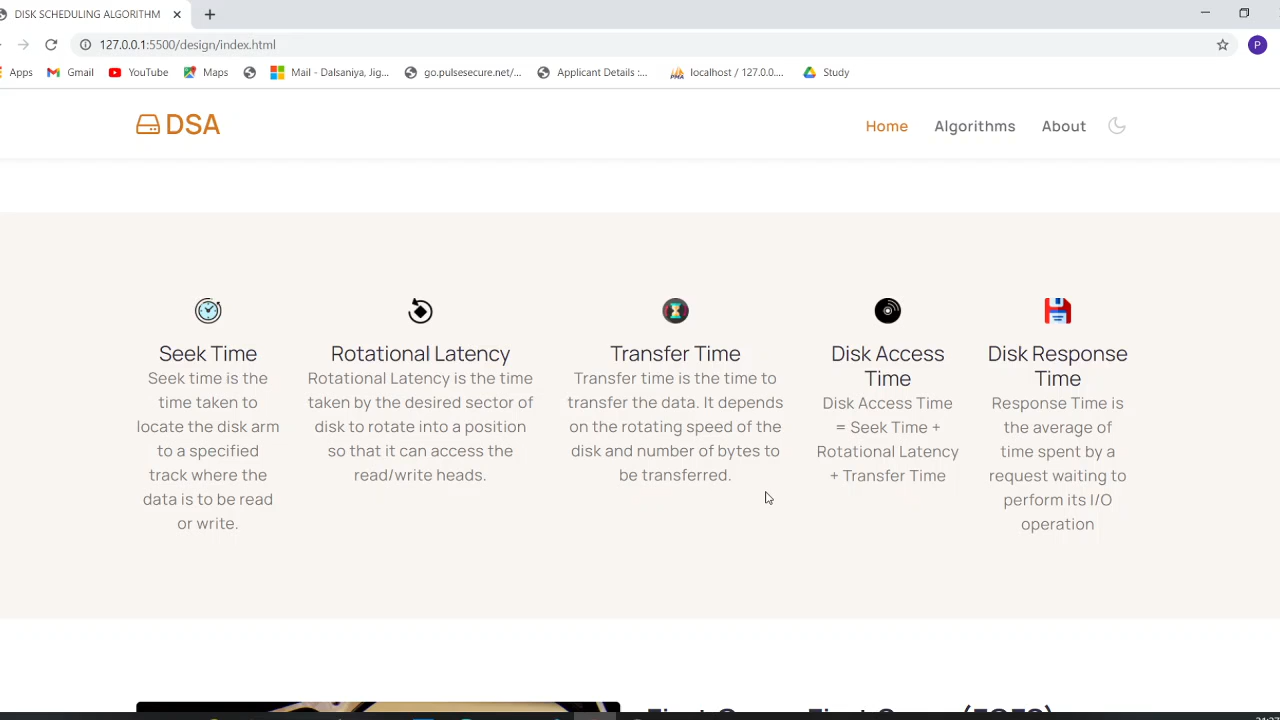 DISK SCHEDULING ALGORITHM
127.0.0.1:5500/design/index.html
P
Apps
Gmail
YouTube
Maps
Mail - Dalsaniya, Jig...
go.pulsesecure.net/...
Applicant Details :...
PMA
localhost / 127.0.0....
Study
DSA
Home
Algorithms
About
Seek Time
Seek time is the
time taken to
locate the disk arm
to a specified
track where the
data is to be read
or write.
Rotational Latency
Rotational Latency is the time
taken by the desired sector of
disk to rotate into a position
so that it can access the
read/write heads.
Transfer Time
Transfer time is the time to
transfer the data. It depends
on the rotating speed of the
disk and number of bytes to
be transferred.
Disk Access
Time
Disk Access Time
= Seek Time +
Rotational Latency
+ Transfer Time
Disk Response
Time
Response Time is
the average of
time spent by a
request waiting to
perform its I/O
operation
First Come First Serve (FCFS)